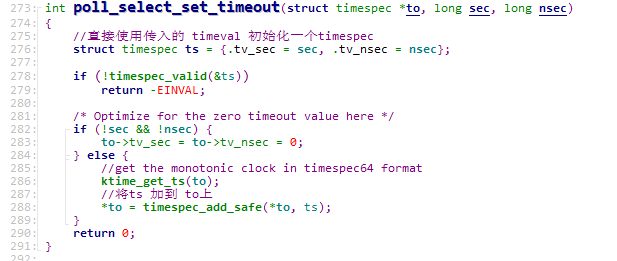 273: int poll_select_set_timeout(struct timespec *to, long sec, long nsec)
274: {
275:     //直接使用传入的 timeval 初始化一个timespec
276:     struct timespec ts = {.tv_sec = sec, .tv_nsec = nsec};
277:
278:     if (!timespec_valid(&ts))
279:         return -EINVAL;
280:
281:     /* Optimize for the zero timeout value here */
282:     if (!sec && !nsec) {
283:         to->tv_sec = to->tv_nsec = 0;
284:     } else {
285:         //get the monotonic clock in timespec64 format
286:         ktime_get_ts(to);
287:         //将ts 加到 to上
288:         *to = timespec_add_safe(*to, ts);
289:     }
290:     return 0;
291: }
292: